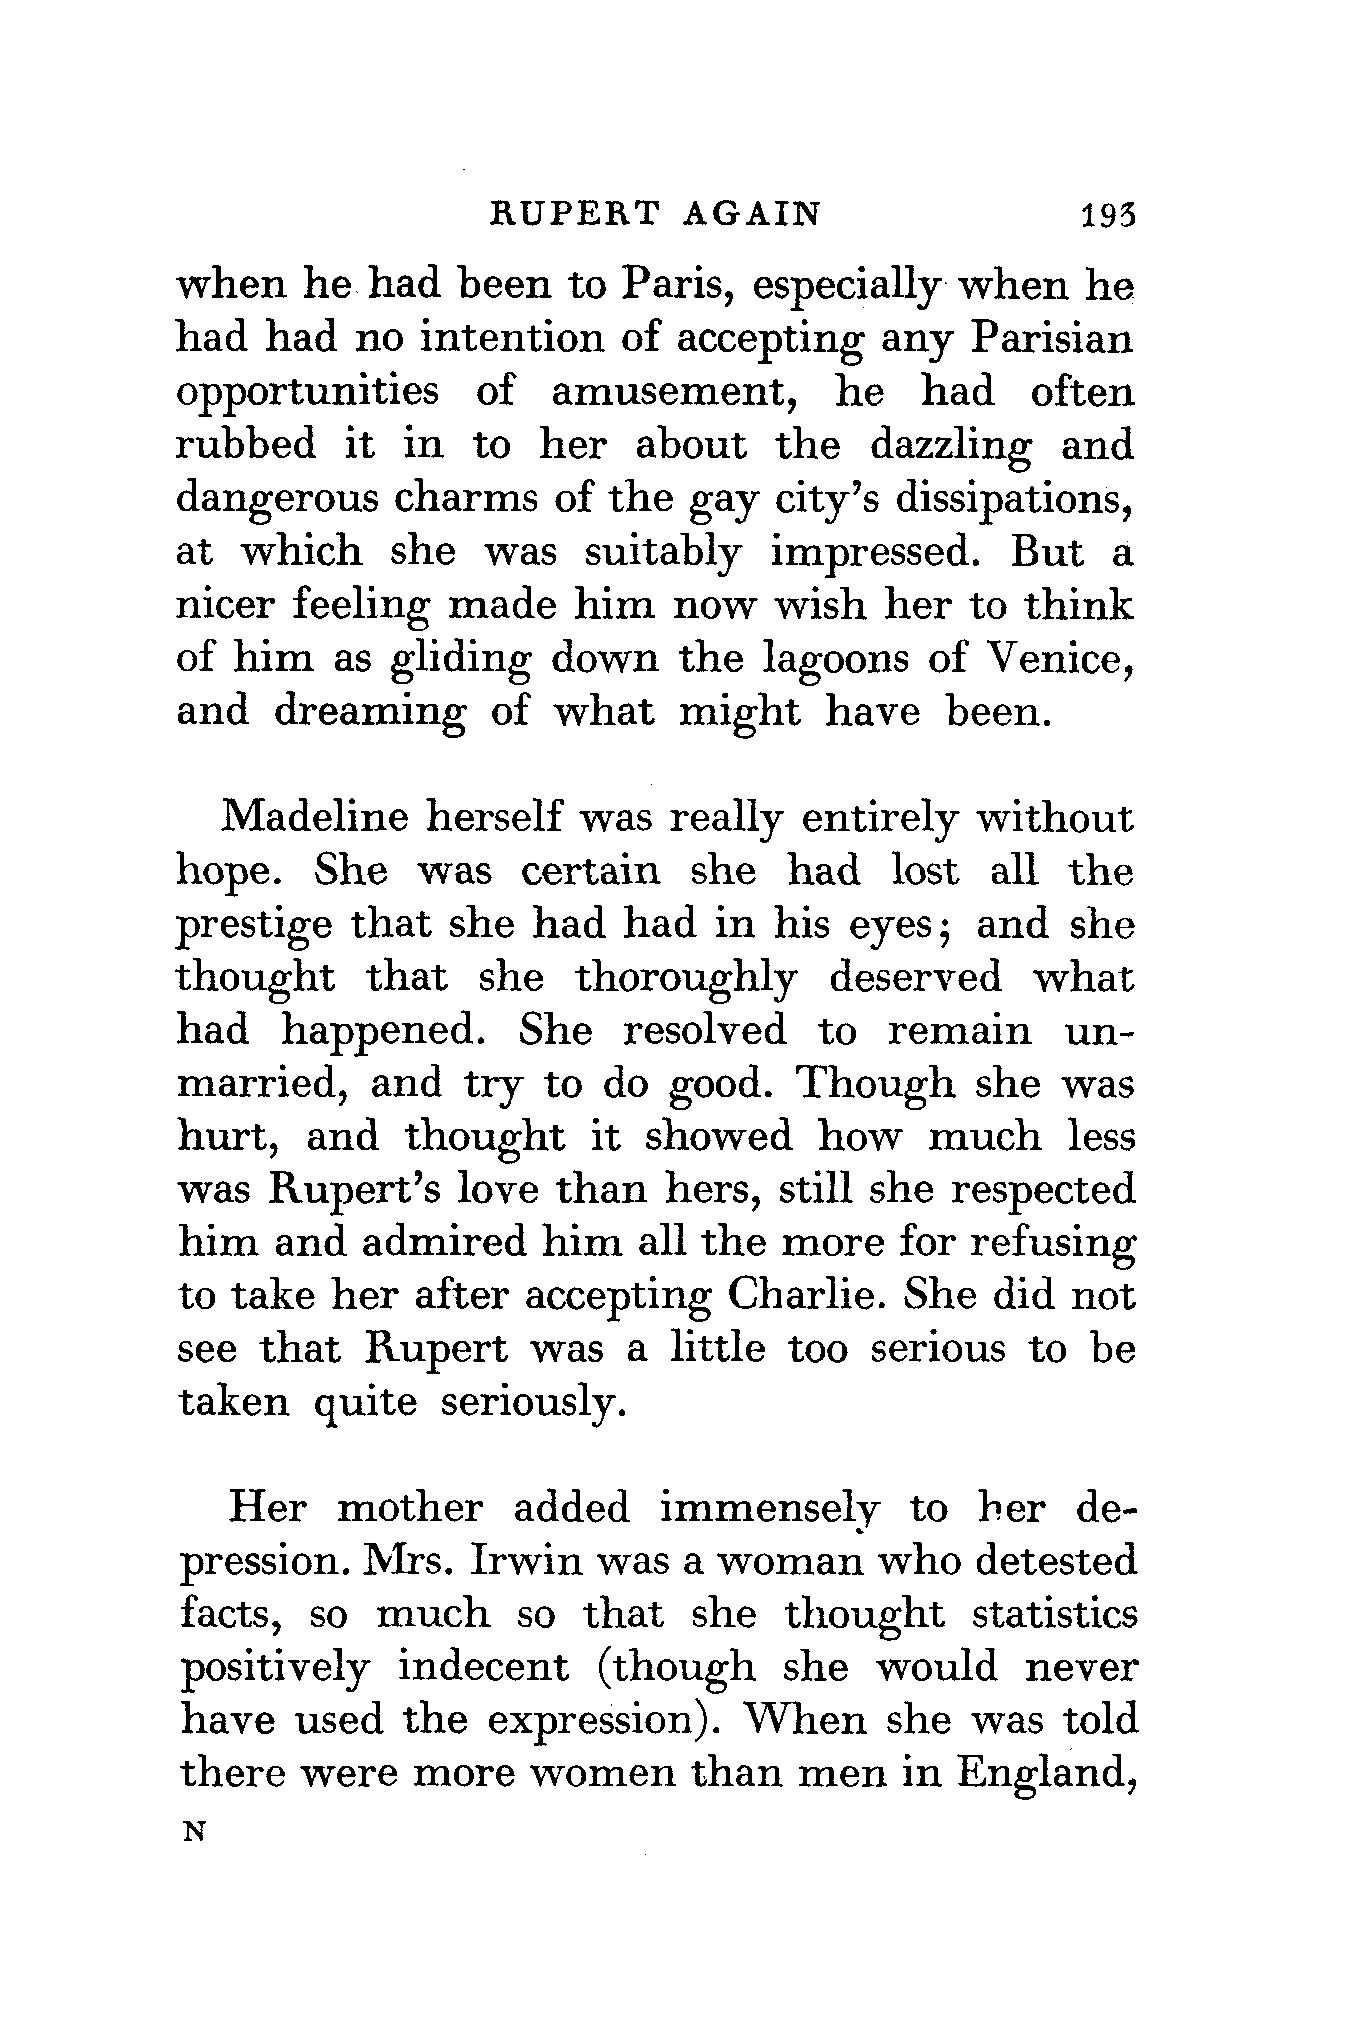 RUPERT AGAIN 193
when he had been to Paris, especially when he
had had no intention of accepting any Parisian
opportunities of amusement, he had often
rubbed it in to her about the dazzling and
dangerous charms of the gay city's dissipations,
at which she was suitably impressed. But a
nicer feeling made him now wish her to think
of him as gliding down the lagoons of Venice,
and dreaming of what might have been.
Madeline herself was really entirely without
hope. She was certain she had lost all the
prestige that she had had in his eyes; and she
thought that she thoroughly deserved what
had happened. She resolved to remain un-
married, and try to do good. Though she was
hurt, and thought it showed how much less
was Rupert's love than hers, still she respected
him and admired him all the more for refusing
to take her after accepting Charlie. She did not
see that Rupert was a little too serious to be
taken quite seriously.
Her mother added immensely to her de-
pression. Mrs. Irwin was a woman who detested
facts, so much so that she thought statistics
positively indecent (though she would never
have used the expression). When she was told
there were more women than men in England,
N